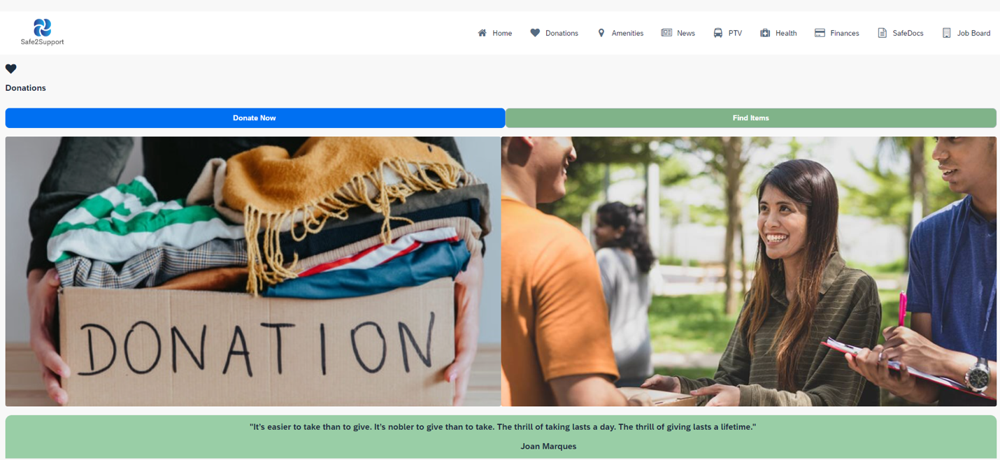 Safe2Support
Home
Donations
Amenities
News
PTV
Health
Finances
SafeDocs
Job Board
Donations
Donate Now
Find Items
DONATION
"It's easier to take than to give. It's nobler to give than to take. The thrill of taking lasts a day. The thrill of giving lasts a lifetime."
Joan Marques